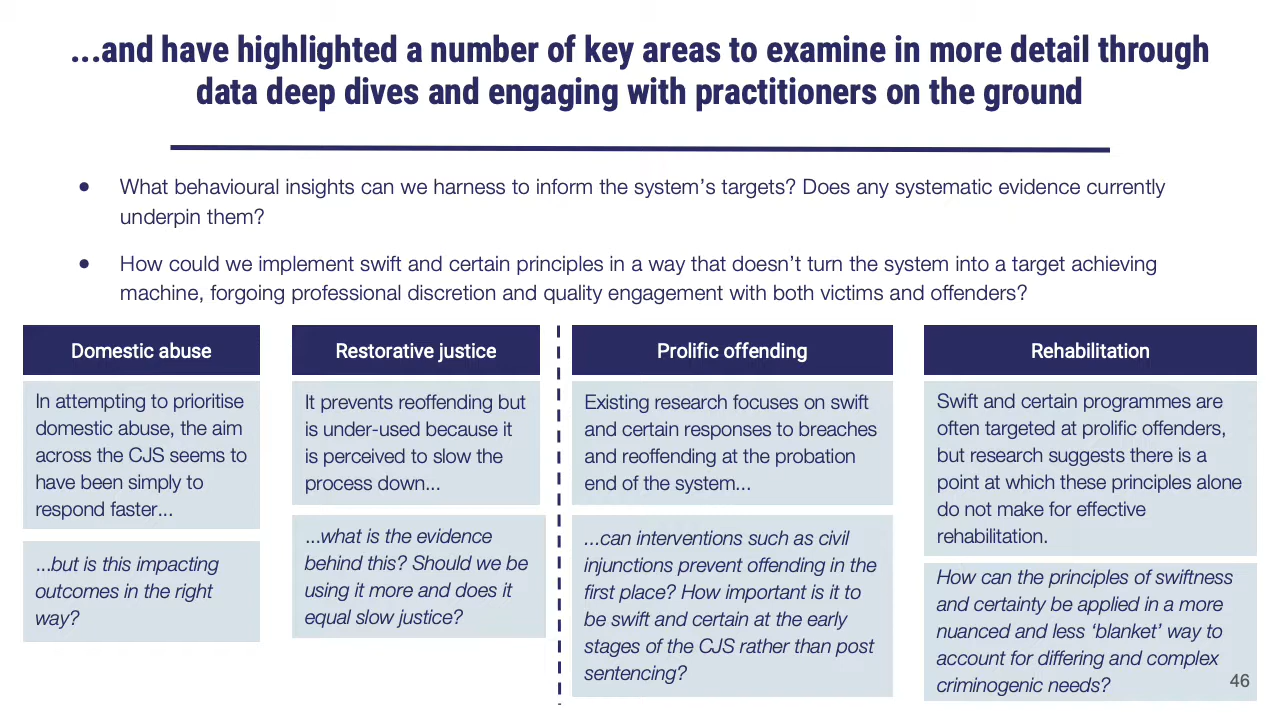 ...and have highlighted a number of key areas to examine in more detail through
data deep dives and engaging with practitioners on the ground
● What behavioural insights can we harness to inform the system’s targets? Does any systematic evidence currently
underpin them?
● How could we implement swift and certain principles in a way that doesn’t turn the system into a target achieving
machine, forgoing professional discretion and quality engagement with both victims and offenders?
Domestic abuse
In attempting to prioritise
domestic abuse, the aim
across the CJS seems to
have been simply to
respond faster...
...but is this impacting
outcomes in the right
way?
Restorative justice
It prevents reoffending but
is under-used because it
is perceived to slow the
process down...
...what is the evidence
behind this? Should we be
using it more and does it
equal slow justice?
Prolific offending
Existing research focuses on swift
and certain responses to breaches
and reoffending at the probation
end of the system...
...can interventions such as civil
injunctions prevent offending in the
first place? How important is it to
be swift and certain at the early
stages of the CJS rather than post
sentencing?
Rehabilitation
Swift and certain programmes are
often targeted at prolific offenders,
but research suggests there is a
point at which these principles alone
do not make for effective
rehabilitation.
How can the principles of swiftness
and certainty be applied in a more
nuanced and less ‘blanket’ way to
account for differing and complex
criminogenic needs?
46